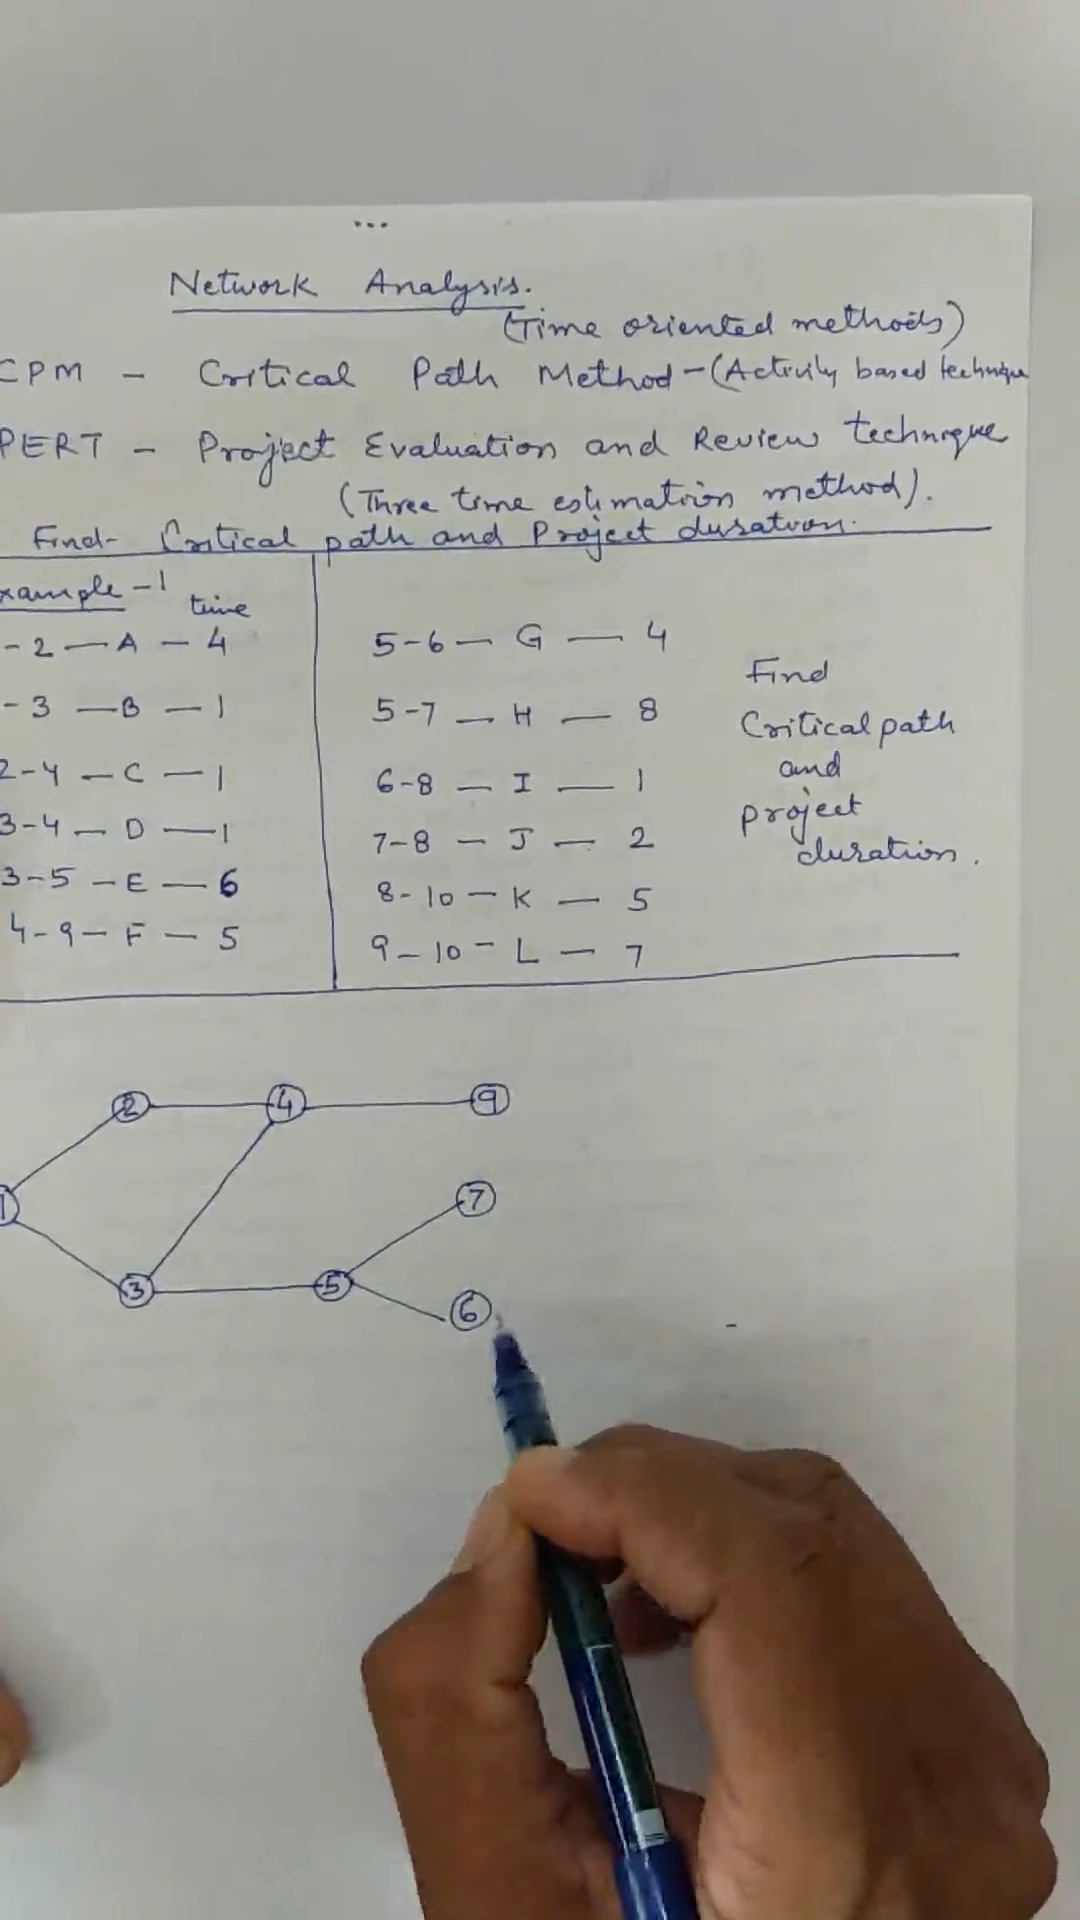 ...
Network Analysis.
(Time oriented methods)
CPM - Critical Path Method - (Activity based technique
PERT - Project Evaluation and Review technique
(Three time estimation method).
Find- Critical path and Project duration.
xample -1
time
-2 — A — 4
-3 — B — 1
2-4 — C — 1
3-4 — D — 1
3-5 — E — 6
4-9 — F — 5
5-6 — G — 4
5-7 — H — 8
6-8 — I — 1
7-8 — J — 2
8-10 — K — 5
9-10 — L — 7
Find
Critical path
and
project
duration.
2 4 9
1 7
3 5 6